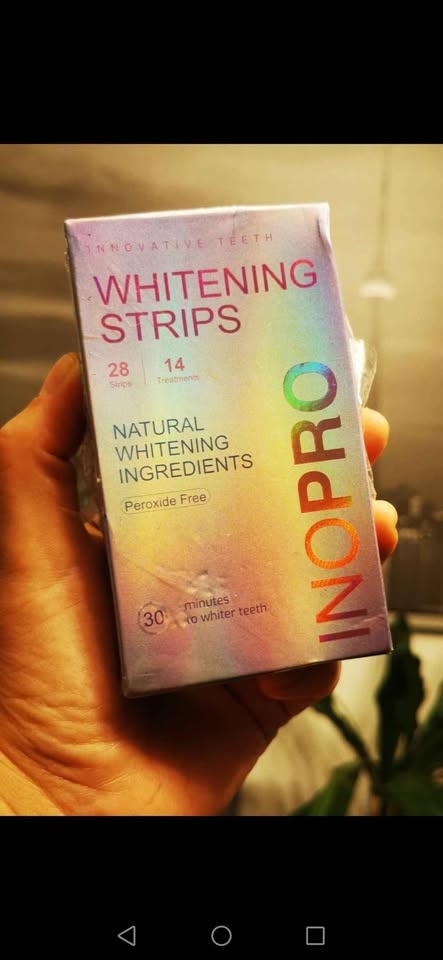 INNOVATIVE TEETH
WHITENING
STRIPS
28
Strips
14
Treatments
NATURAL
WHITENING
INGREDIENTS
Peroxide Free
30
minutes
to whiter teeth
INOPRO